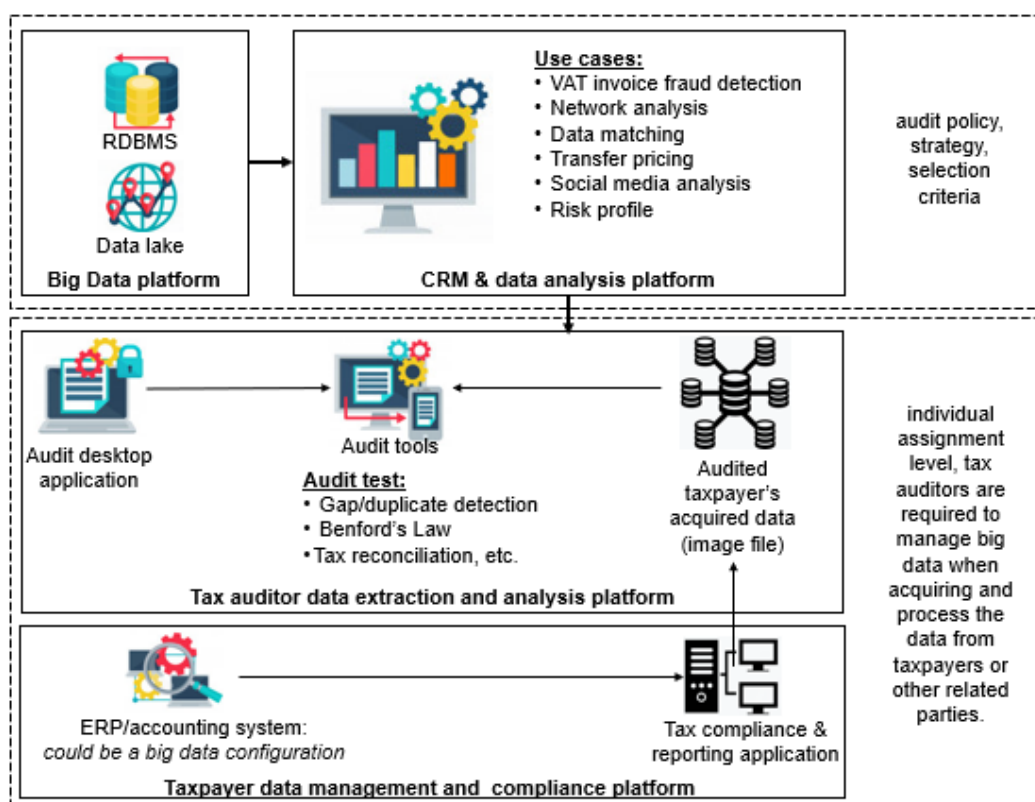 RDBMS
Data lake
Big Data platform
Use cases:
• VAT invoice fraud detection
• Network analysis
• Data matching
• Transfer pricing
• Social media analysis
• Risk profile
CRM & data analysis platform
audit policy,
strategy,
selection
criteria
Audit desktop
application
Audit tools
Audit test:
• Gap/duplicate detection
• Benford's Law
• Tax reconciliation, etc.
Audited
taxpayer's
acquired data
(image file)
Tax auditor data extraction and analysis platform
ERP/accounting system:
could be a big data configuration
Tax compliance &
reporting application
Taxpayer data management and compliance platform
individual
assignment
level, tax
auditors are
required to
manage big
data when
acquiring and
process the
data from
taxpayers or
other related
parties.